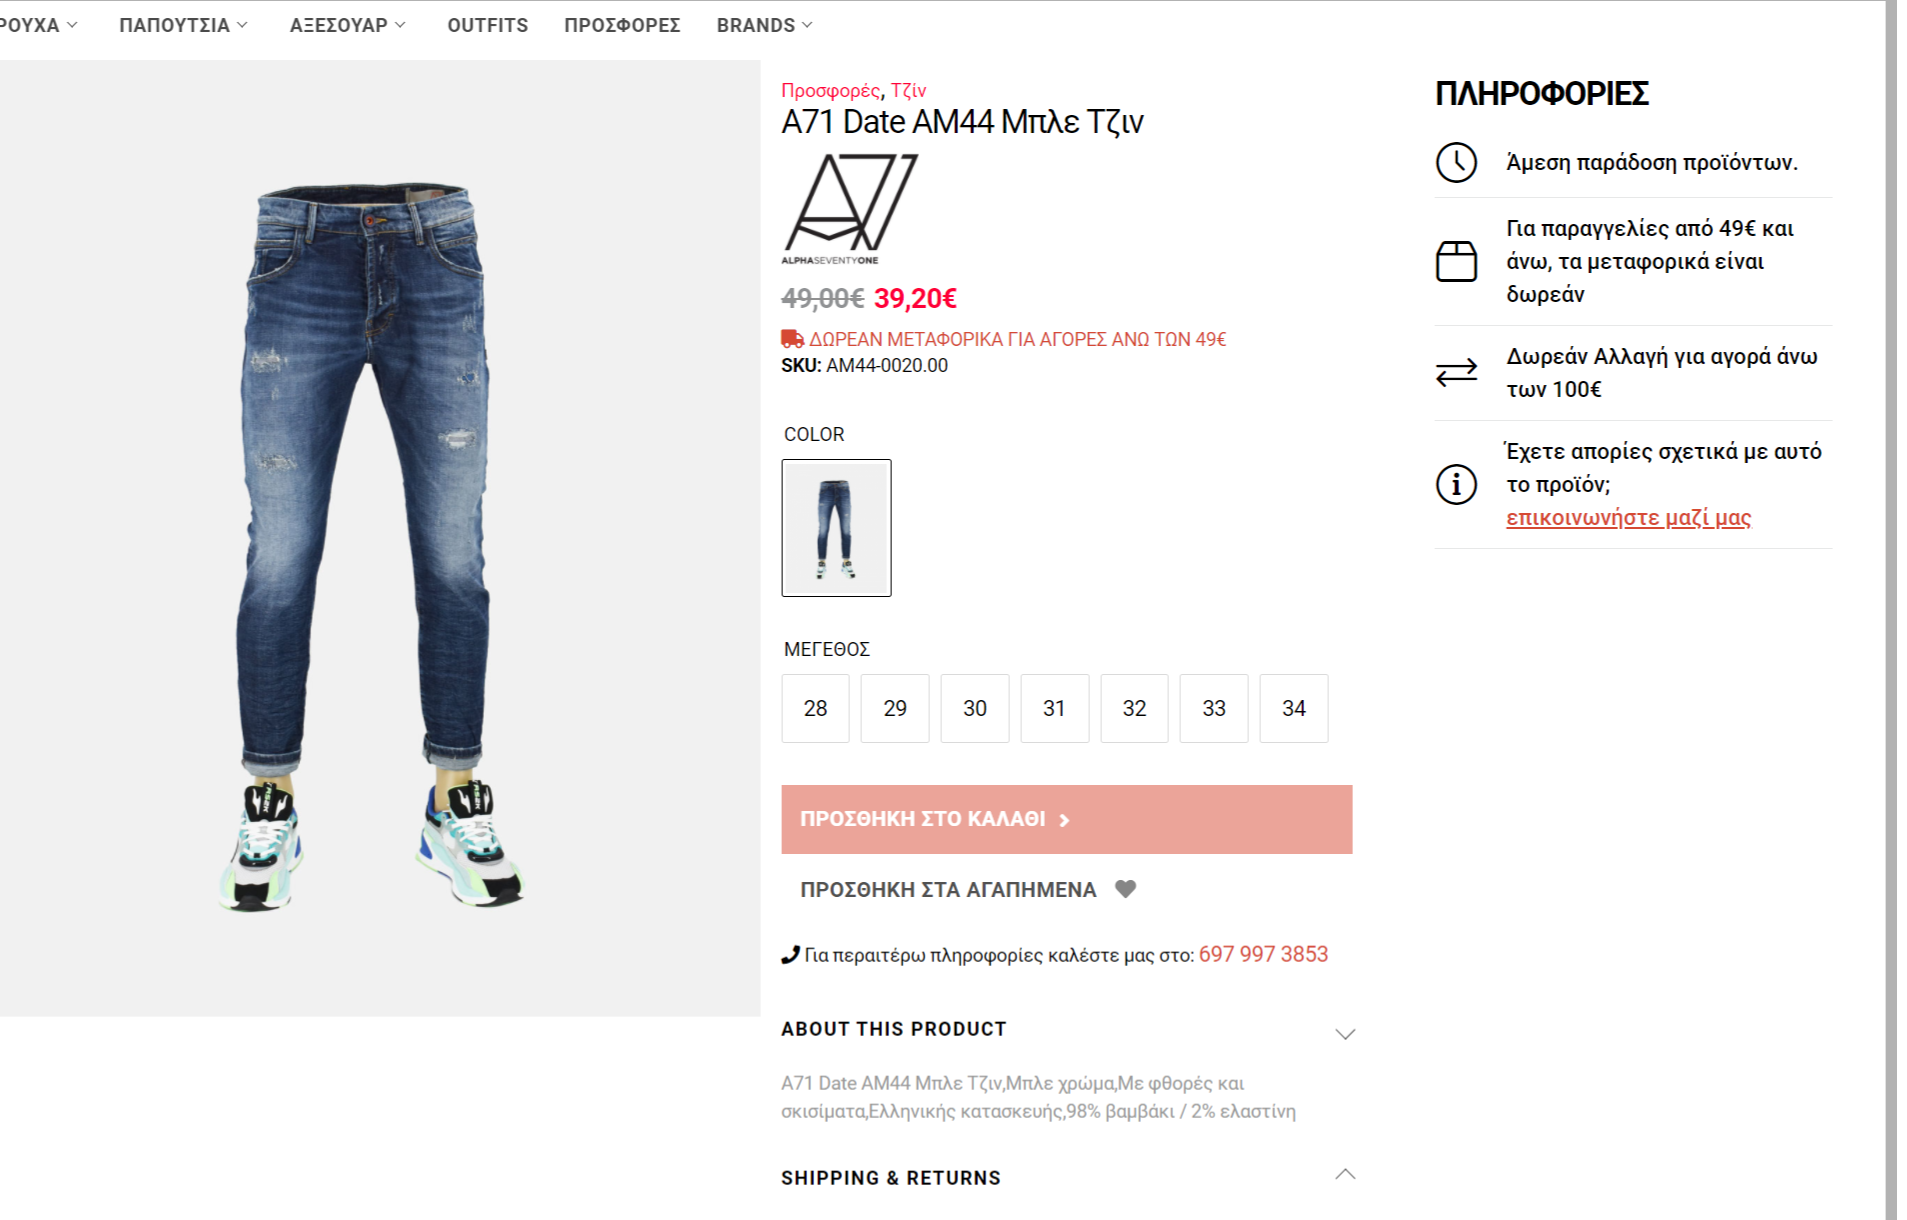 ΡΟΥΧΑ ΠΑΠΟΥΤΣΙΑ ΑΞΕΣΟΥΑΡ OUTFITS ΠΡΟΣΦΟΡΕΣ BRANDS
Προσφορές, Τζίν
A71 Date AM44 Μπλε Τζιν
A71
ALPHASEVENTYONE
49,00€ 39,20€
ΔΩΡΕΑΝ ΜΕΤΑΦΟΡΙΚΑ ΓΙΑ ΑΓΟΡΕΣ ΑΝΩ ΤΩΝ 49€
SKU: AM44-0020.00
COLOR
ΜΕΓΕΘΟΣ
28 29 30 31 32 33 34
ΠΡΟΣΘΗΚΗ ΣΤΟ ΚΑΛΑΘΙ
ΠΡΟΣΘΗΚΗ ΣΤΑ ΑΓΑΠΗΜΕΝΑ
Για περαιτέρω πληροφορίες καλέστε μας στο: 697 997 3853
ABOUT THIS PRODUCT
A71 Date AM44 Μπλε Τζιν,Μπλε χρώμα,Με φθορές και
σκισίματα,Ελληνικής κατασκευής,98% βαμβάκι / 2% ελαστίνη
SHIPPING & RETURNS
ΠΛΗΡΟΦΟΡΙΕΣ
Άμεση παράδοση προϊόντων.
Για παραγγελίες από 49€ και
άνω, τα μεταφορικά είναι
δωρεάν
Δωρεάν Αλλαγή για αγορά άνω
των 100€
Έχετε απορίες σχετικά με αυτό
το προϊόν;
επικοινωνήστε μαζί μας